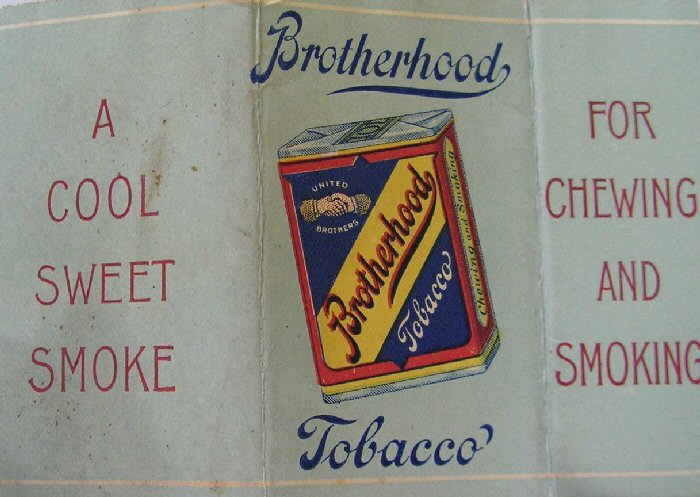 A
COOL
SWEET
SMOKE
Brotherhood
UNITED
BROTHERS
Brotherhood
Tobacco
Chewing and Smoking
Tobacco
FOR
CHEWING
AND
SMOKING